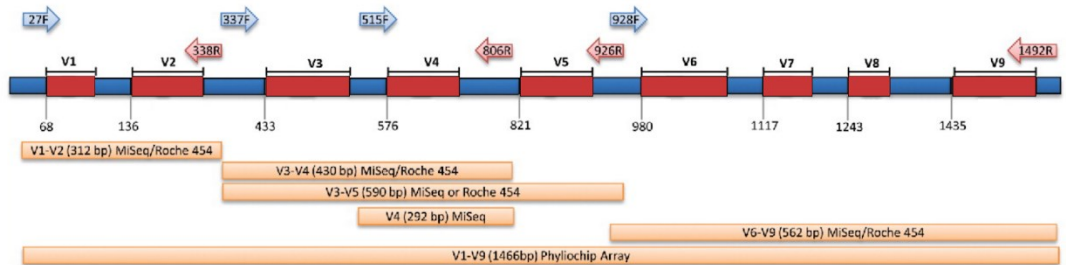 27F 337F 515F 928F
338R 806R 926R 1492R
V1 V2 V3 V4 V5 V6 V7 V8 V9
68 136 433 576 821 980 1117 1243 1435
V1-V2 (312 bp) MiSeq/Roche 454
V3-V4 (430 bp) MiSeq/Roche 454
V3-V5 (590 bp) MiSeq or Roche 454
V4 (292 bp) MiSeq
V6-V9 (562 bp) MiSeq/Roche 454
V1-V9 (1466bp) Phyliochip Array